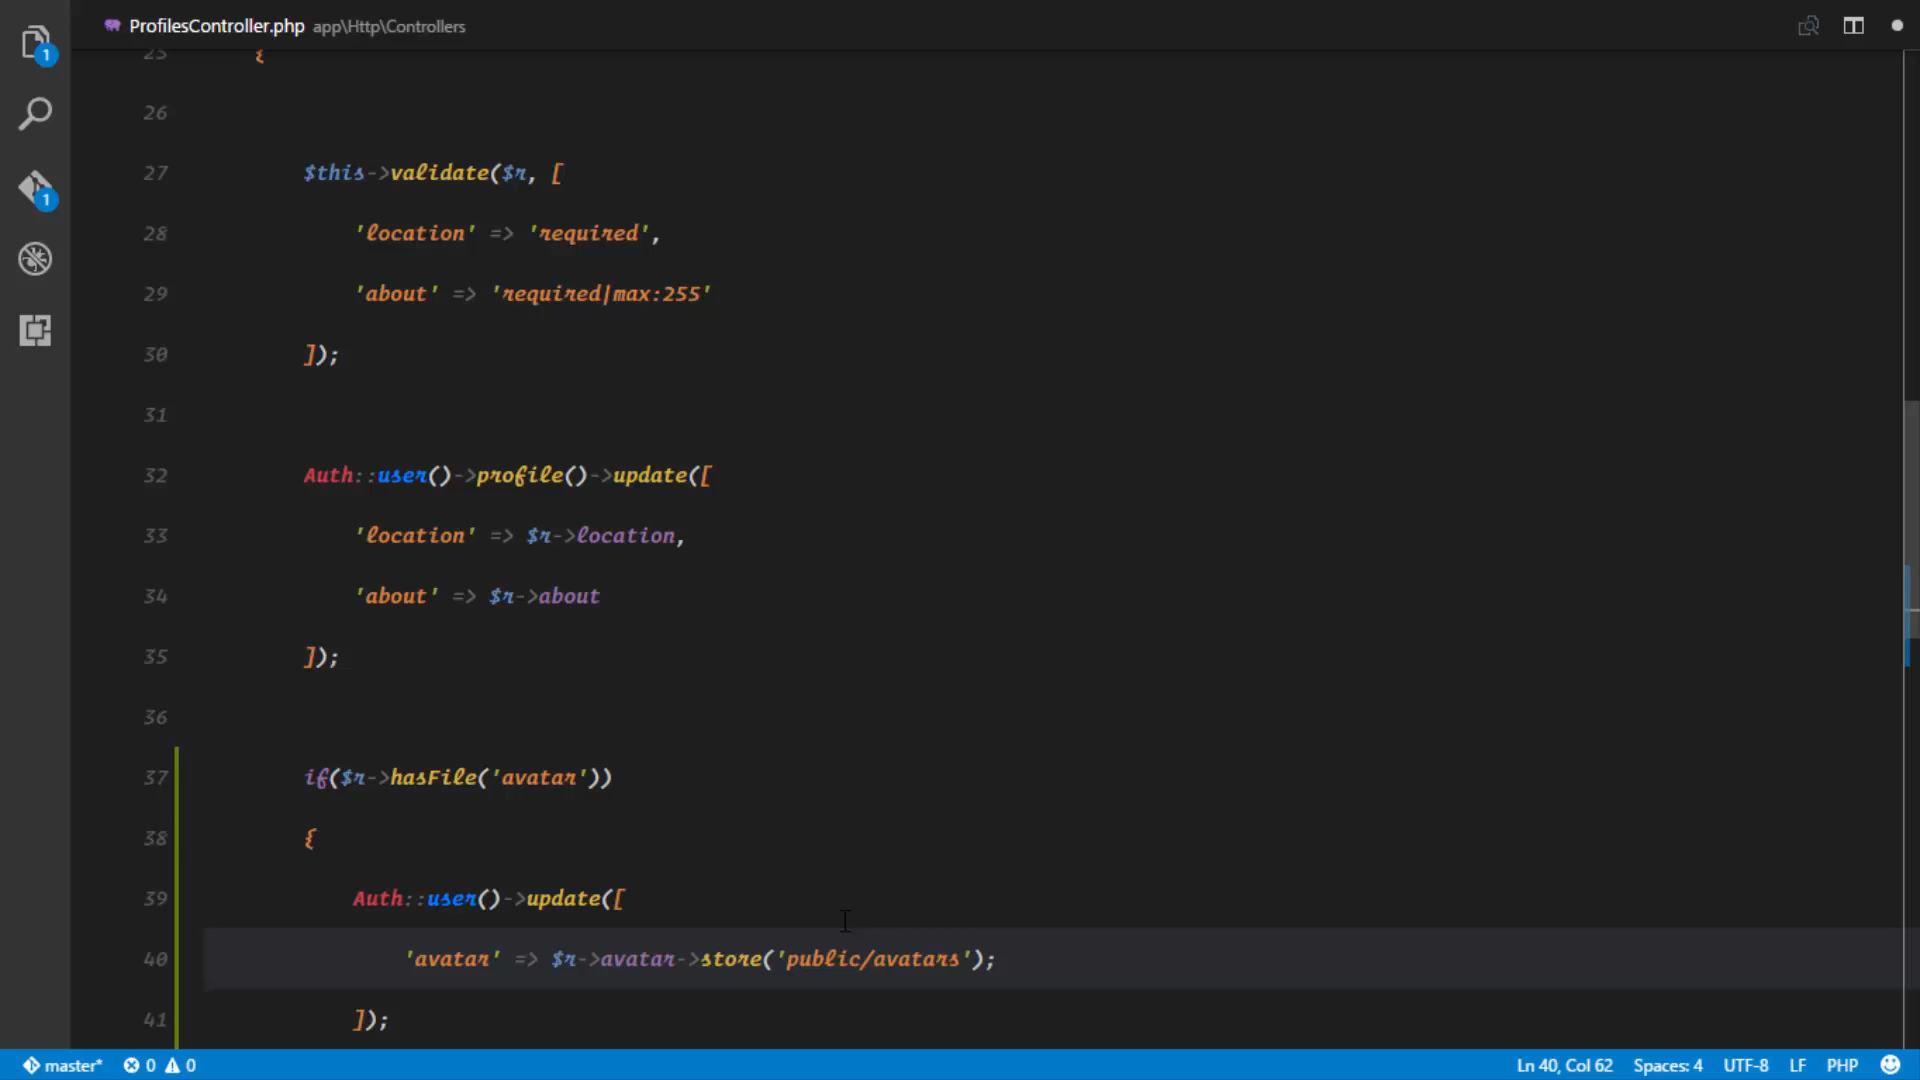 ProfilesController.php app\Http\Controllers
1
1
25 {
26
27 $this->validate($r, [
28 'location' => 'required',
29 'about' => 'required|max:255'
30 ]);
31
32 Auth::user()->profile()->update([
33 'location' => $r->location,
34 'about' => $r->about
35 ]);
36
37 if($r->hasFile('avatar'))
38 {
39 Auth::user()->update([
40 'avatar' => $r->avatar->store('public/avatars');
41 ]);
master* 0 0 Ln 40, Col 62 Spaces: 4 UTF-8 LF PHP